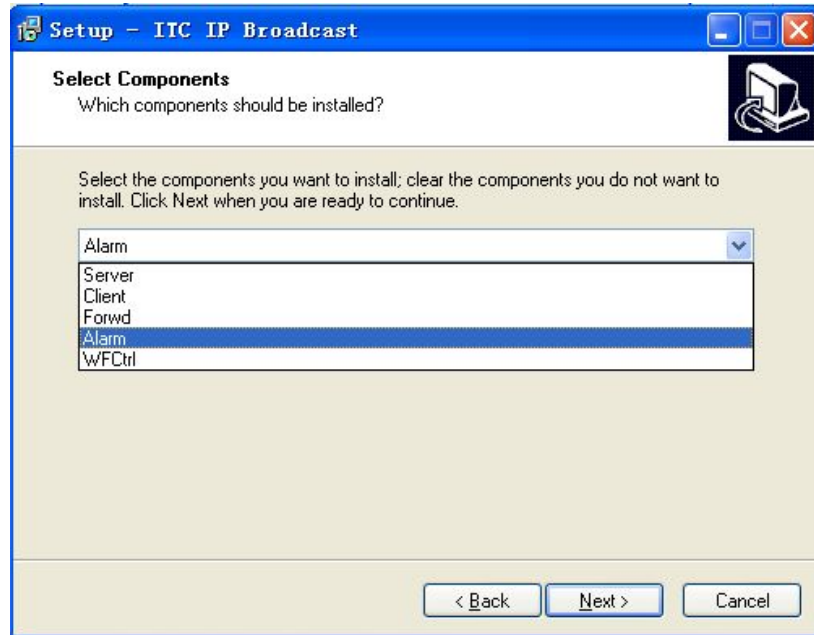 Setup - ITC IP Broadcast
Select Components
Which components should be installed?
Select the components you want to install; clear the components you do not want to
install. Click Next when you are ready to continue.
Alarm
Server
Client
Forwd
Alarm
WFCtrl
< Back
Next >
Cancel